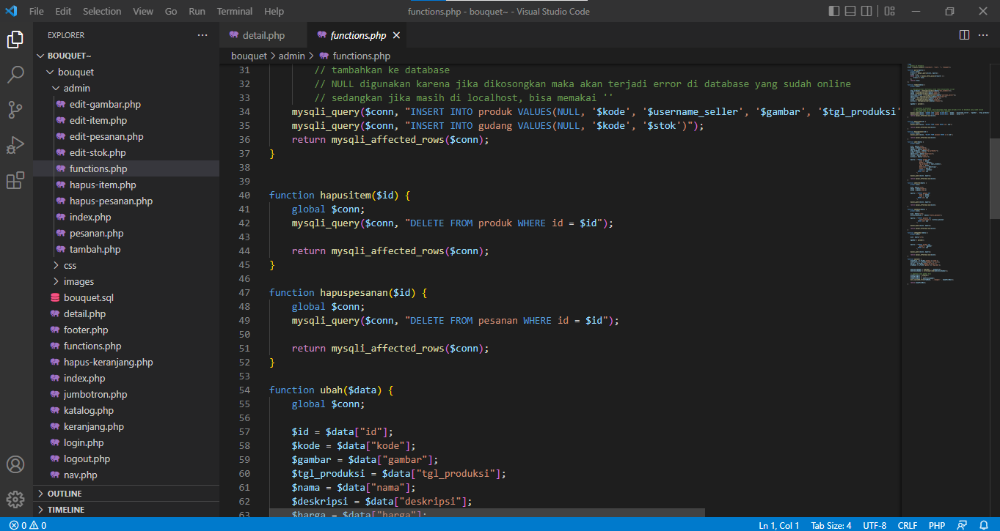 File Edit Selection View Go Run Terminal Help
functions.php - bouquet~ - Visual Studio Code
EXPLORER
BOUQUET~
bouquet
admin
edit-gambar.php
edit-item.php
edit-pesanan.php
edit-stok.php
functions.php
hapus-item.php
hapus-pesanan.php
index.php
pesanan.php
tambah.php
css
images
bouquet.sql
detail.php
footer.php
functions.php
hapus-keranjang.php
index.php
jumbotron.php
katalog.php
keranjang.php
login.php
logout.php
nav.php
OUTLINE
TIMELINE
detail.php functions.php
bouquet > admin > functions.php
31 // tambahkan ke database
32 // NULL digunakan karena jika dikosongkan maka akan terjadi error di database yang sudah online
33 // sedangkan jika masih di localhost, bisa memakai ''
34 mysqli_query($conn, "INSERT INTO produk VALUES(NULL, '$kode', '$username_seller', '$gambar', '$tgl_produksi'
35 mysqli_query($conn, "INSERT INTO gudang VALUES(NULL, '$kode', '$stok')");
36 return mysqli_affected_rows($conn);
37 }
38
39
40 function hapusitem($id) {
41 global $conn;
42 mysqli_query($conn, "DELETE FROM produk WHERE id = $id");
43
44 return mysqli_affected_rows($conn);
45 }
46
47 function hapuspesanan($id) {
48 global $conn;
49 mysqli_query($conn, "DELETE FROM pesanan WHERE id = $id");
50
51 return mysqli_affected_rows($conn);
52 }
53
54 function ubah($data) {
55 global $conn;
56
57 $id = $data["id"];
58 $kode = $data["kode"];
59 $gambar = $data["gambar"];
60 $tgl_produksi = $data["tgl_produksi"];
61 $nama = $data["nama"];
62 $deskripsi = $data["deskripsi"];
63 $harga = $data["harga"];
0 0 Ln 1, Col 1 Tab Size: 4 UTF-8 CRLF PHP